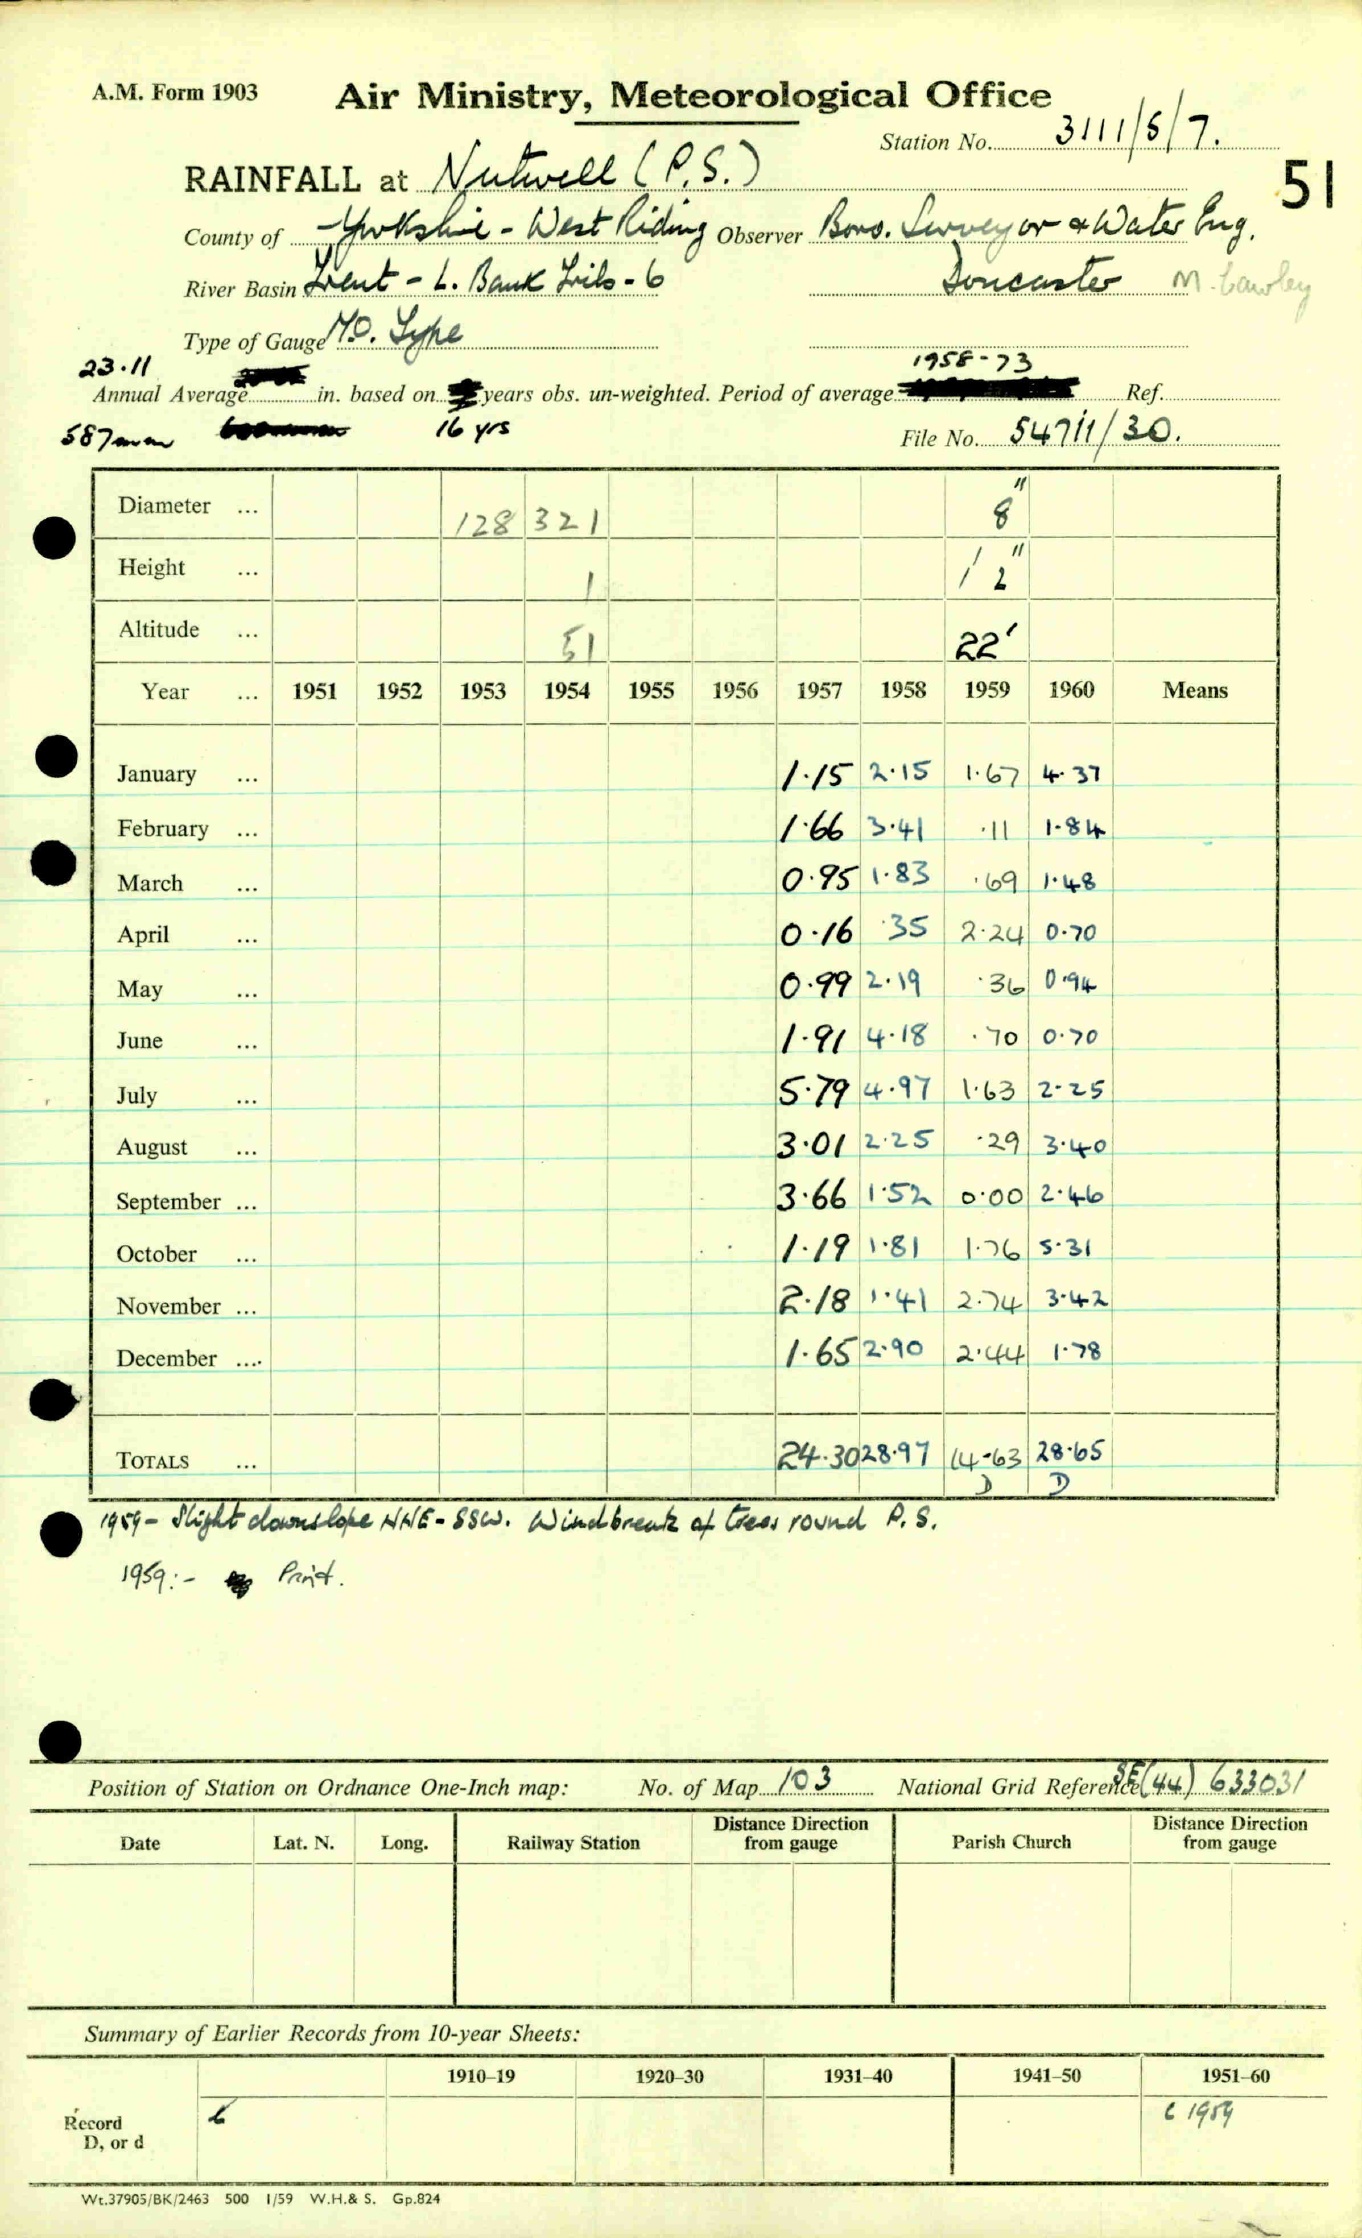 A.M. Form 1903 Air Ministry, Meteorological Office
Station No. 3111/5/7.
RAINFALL at Nutwell (P.S.) 51
County of Yorkshire - West Riding Observer Boro. Surveyor & Water Eng.
River Basin Trent - L. Bank Tribs - 6 Doncaster M. Cawley
Type of Gauge M.O. Type
23.11 1958-73
Annual Average in. based on years obs. un-weighted. Period of average Ref.
587mm 16 yrs File No. 54711/30.
Diameter ... 128 321 8"
Height ... 1 1' 2"
Altitude ... 51 22'
Year ... 1951 1952 1953 1954 1955 1956 1957 1958 1959 1960 Means
January ... 1.15 2.15 1.67 4.37
February ... 1.66 3.41 .11 1.84
March ... 0.95 1.83 .69 1.48
April ... 0.16 .35 2.24 0.70
May ... 0.99 2.19 .36 0.94
June ... 1.91 4.18 .70 0.70
July ... 5.79 4.97 1.63 2.25
August ... 3.01 2.25 .29 3.40
September ... 3.66 1.52 0.00 2.46
October ... 1.19 1.81 1.76 5.31
November ... 2.18 1.41 2.74 3.42
December .... 1.65 2.90 2.44 1.78
TOTALS ... 24.30 28.97 14.63 28.65
D D
1959 - Slight downslope NNE - SSW. Windbreak of trees round P.S.
1959:- Print.
Position of Station on Ordnance One-Inch map: No. of Map 103 National Grid Reference SE(44) 633031
Date Lat. N. Long. Railway Station Distance Direction from gauge Parish Church Distance Direction from gauge
Summary of Earlier Records from 10-year Sheets:
1910–19 1920–30 1931–40 1941–50 1951–60
Record c 1959
D, or d
Wt.37905/BK/2463 500 1/59 W.H.& S. Gp.824